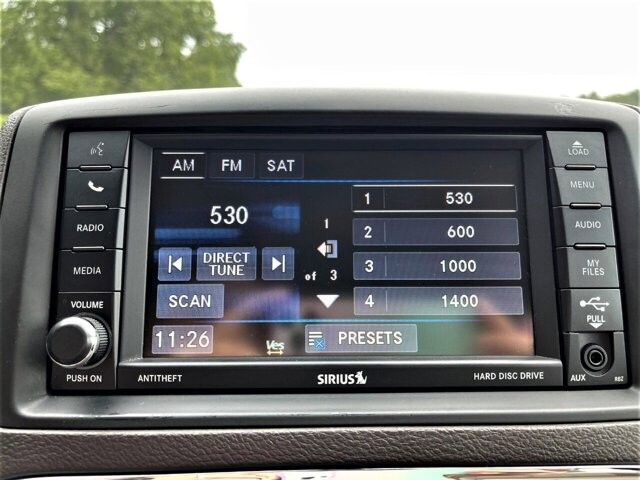 AM FM SAT
530
DIRECT TUNE
SCAN
11:26
Ves
1
of 3
1 530
2 600
3 1000
4 1400
PRESETS
RADIO
MEDIA
VOLUME
PUSH ON
ANTITHEFT
SIRIUS
HARD DISC DRIVE
LOAD
MENU
AUDIO
MY FILES
PULL
AUX
RBZ